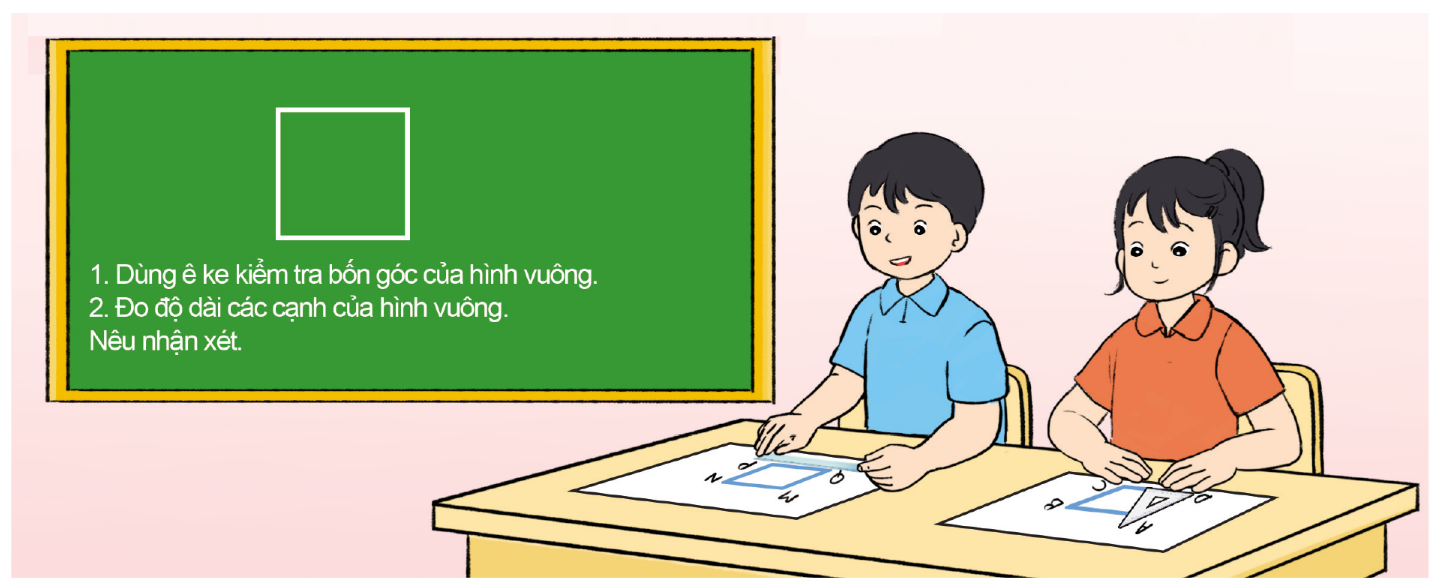 1. Dùng ê ke kiểm tra bốn góc của hình vuông.
2. Đo độ dài các cạnh của hình vuông.
Nêu nhận xét.
N P
M Q
B C
A D